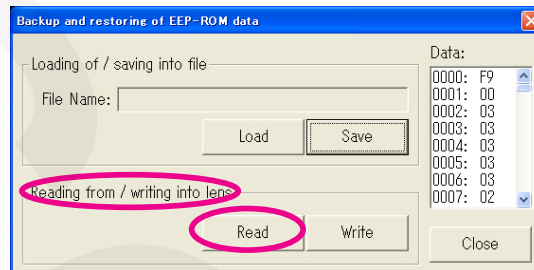 Backup and restoring of EEP-ROM data
Loading of / saving into file
File Name:
Load
Save
Reading from / writing into lens
Read
Write
Data:
0000: F9
0001: 00
0002: 03
0003: 03
0004: 03
0005: 03
0006: 03
0007: 02
Close